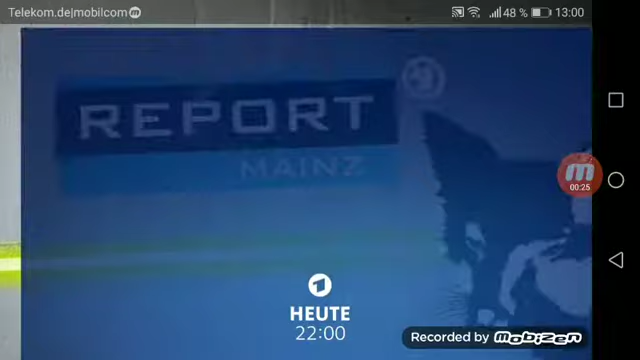 Telekom.de|mobilcom m
48 % 13:00
REPORT
MAINZ
m
00:25
1
HEUTE
22:00
Recorded by mobizen